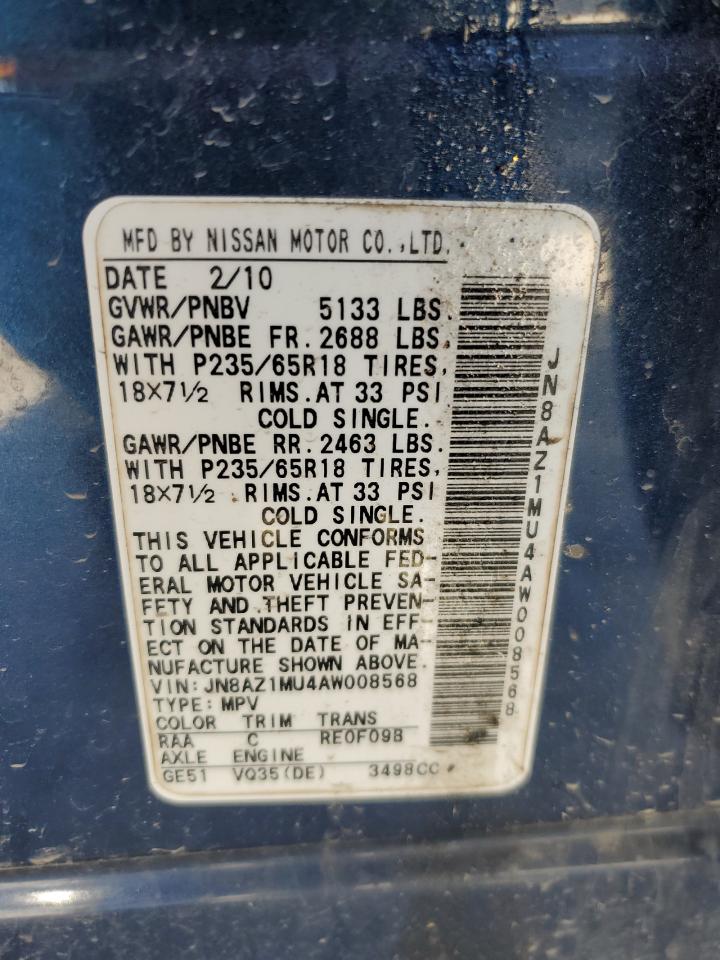 MFD BY NISSAN MOTOR CO.,LTD.
DATE 2/10
GVWR/PNBV 5133 LBS.
GAWR/PNBE FR. 2688 LBS.
WITH P235/65R18 TIRES,
18X7 1/2 RIMS. AT 33 PSI
COLD SINGLE.
GAWR/PNBE RR. 2463 LBS.
WITH P235/65R18 TIRES,
18X7 1/2 RIMS. AT 33 PSI
COLD SINGLE.
THIS VEHICLE CONFORMS
TO ALL APPLICABLE FED-
ERAL MOTOR VEHICLE SA-
FETY AND THEFT PREVEN-
TION STANDARDS IN EFF-
ECT ON THE DATE OF MA-
NUFACTURE SHOWN ABOVE.
VIN: JN8AZ1MU4AW008568
TYPE: MPV
COLOR TRIM TRANS
RAA C RE0F09B
AXLE ENGINE
GE51 VQ35(DE) 3498CC
JN8AZ1MU4AW008568